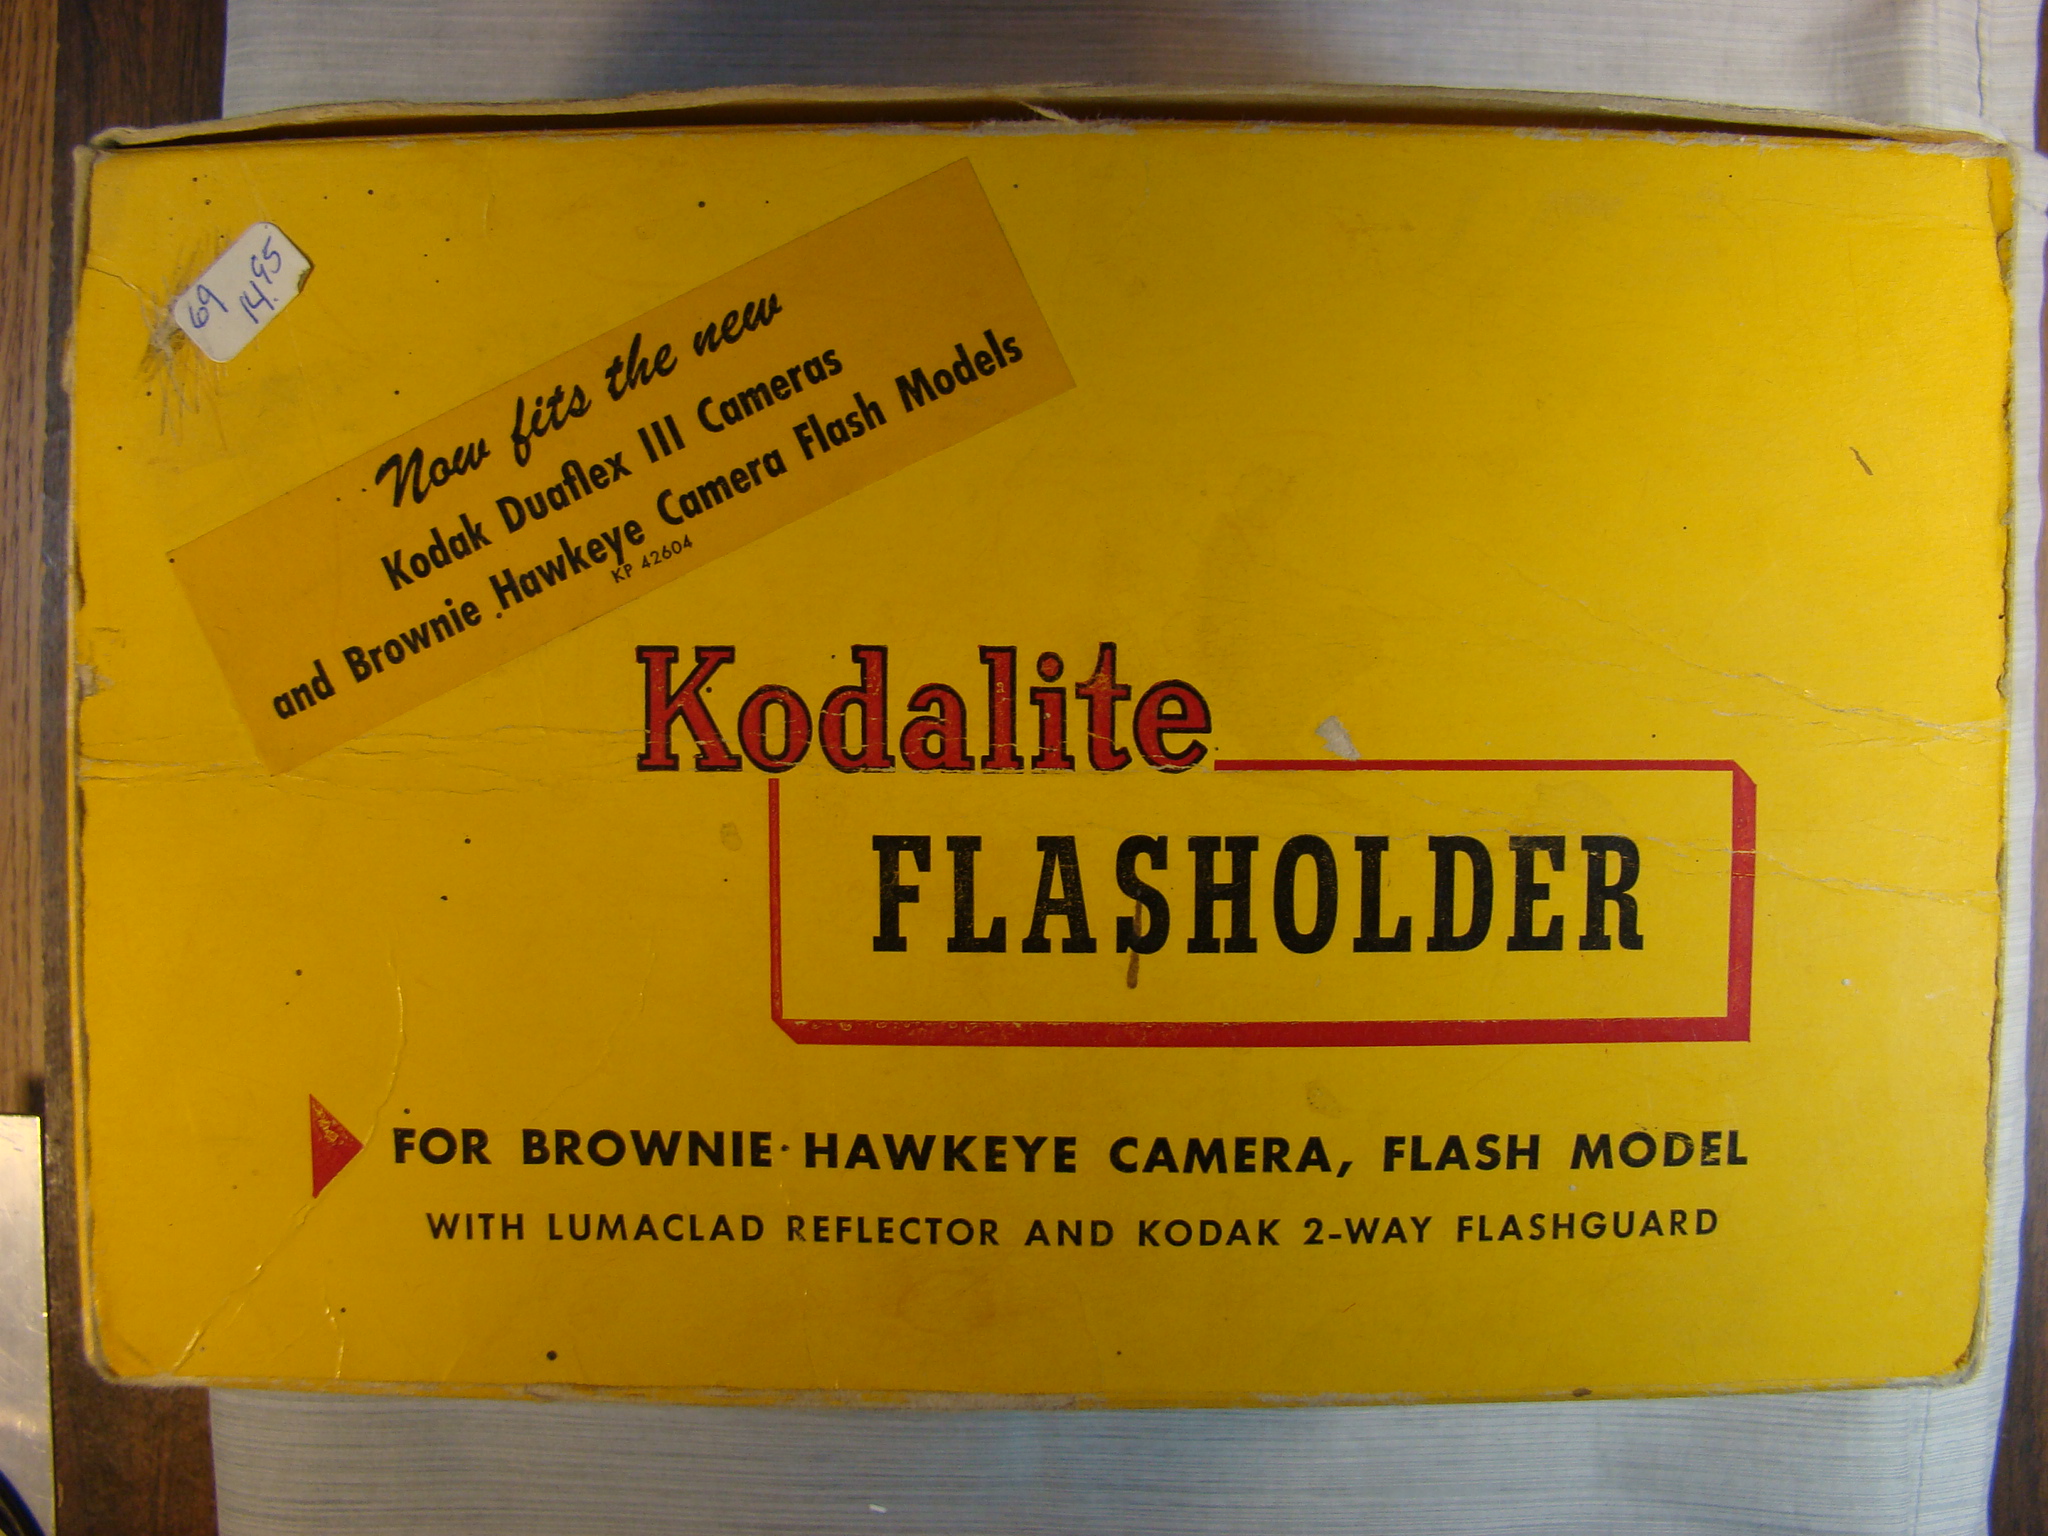 69
14.95
Now fits the new
Kodak Duaflex III Cameras
and Brownie Hawkeye Camera Flash Models
KP 42604
Kodalite
FLASHOLDER
FOR BROWNIE HAWKEYE CAMERA, FLASH MODEL
WITH LUMACLAD REFLECTOR AND KODAK 2-WAY FLASHGUARD